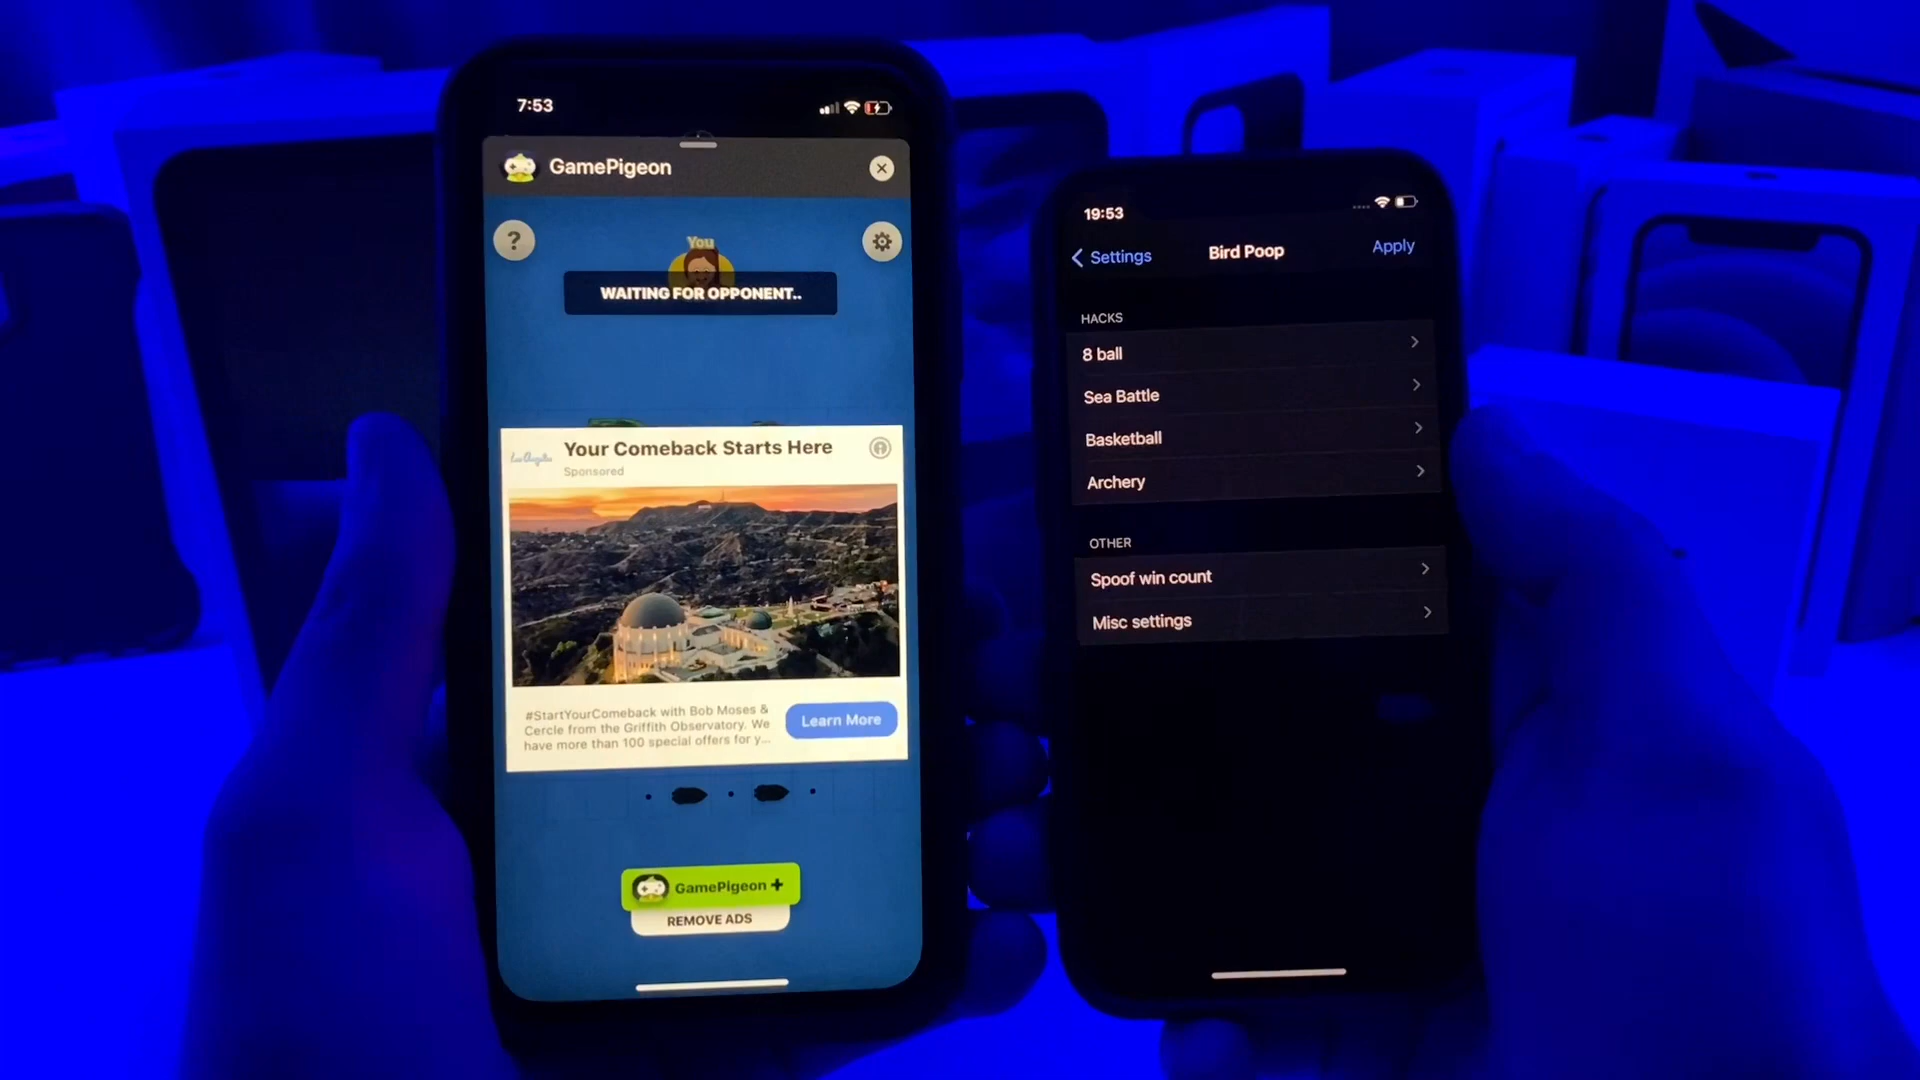 7:53
GamePigeon
?
You
WAITING FOR OPPONENT..
Los Angeles
Your Comeback Starts Here
Sponsored
#StartYourComeback with Bob Moses &
Cercle from the Griffith Observatory. We
have more than 100 special offers for y...
Learn More
GamePigeon +
REMOVE ADS
19:53
Settings
Bird Poop
Apply
HACKS
8 ball
Sea Battle
Basketball
Archery
OTHER
Spoof win count
Misc settings